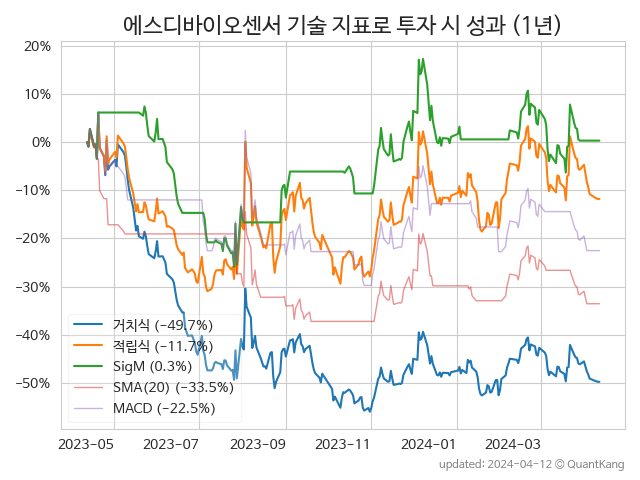 에스디바이오센서 기술 지표로 투자 시 성과 (1년)
20%
10%
0%
−10%
−20%
−30%
−40%
−50%
거치식 (−49.7%)
적립식 (−11.7%)
SigM (0.3%)
SMA(20) (−33.5%)
MACD (−22.5%)
2023-05 2023-07 2023-09 2023-11 2024-01 2024-03
updated: 2024-04-12 © QuantKang